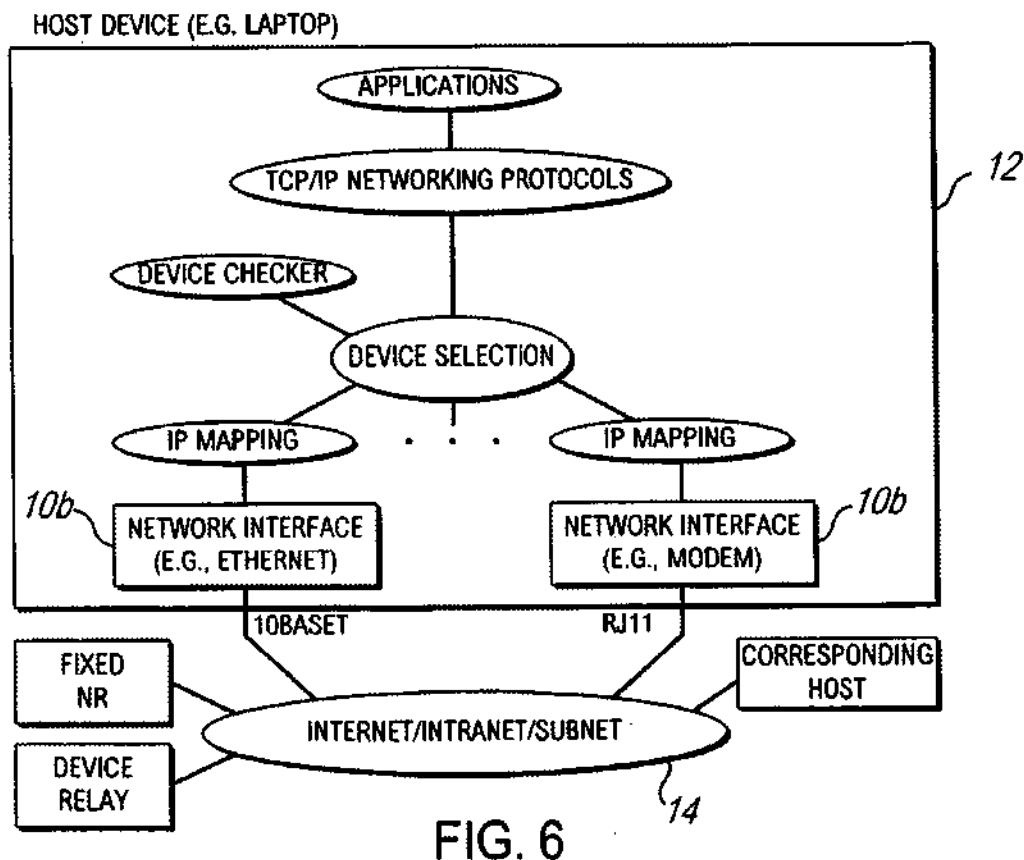 HOST DEVICE (E.G. LAPTOP)
APPLICATIONS
12
TCP/IP NETWORKING PROTOCOLS
DEVICE CHECKER
DEVICE SELECTION
IP MAPPING
. . .
IP MAPPING
10b
NETWORK INTERFACE
(E.G., ETHERNET)
NETWORK INTERFACE
(E.G., MODEM)
10b
10BASET
RJ11
FIXED
NR
CORRESPONDING
HOST
INTERNET/INTRANET/SUBNET
DEVICE
RELAY
14
FIG. 6